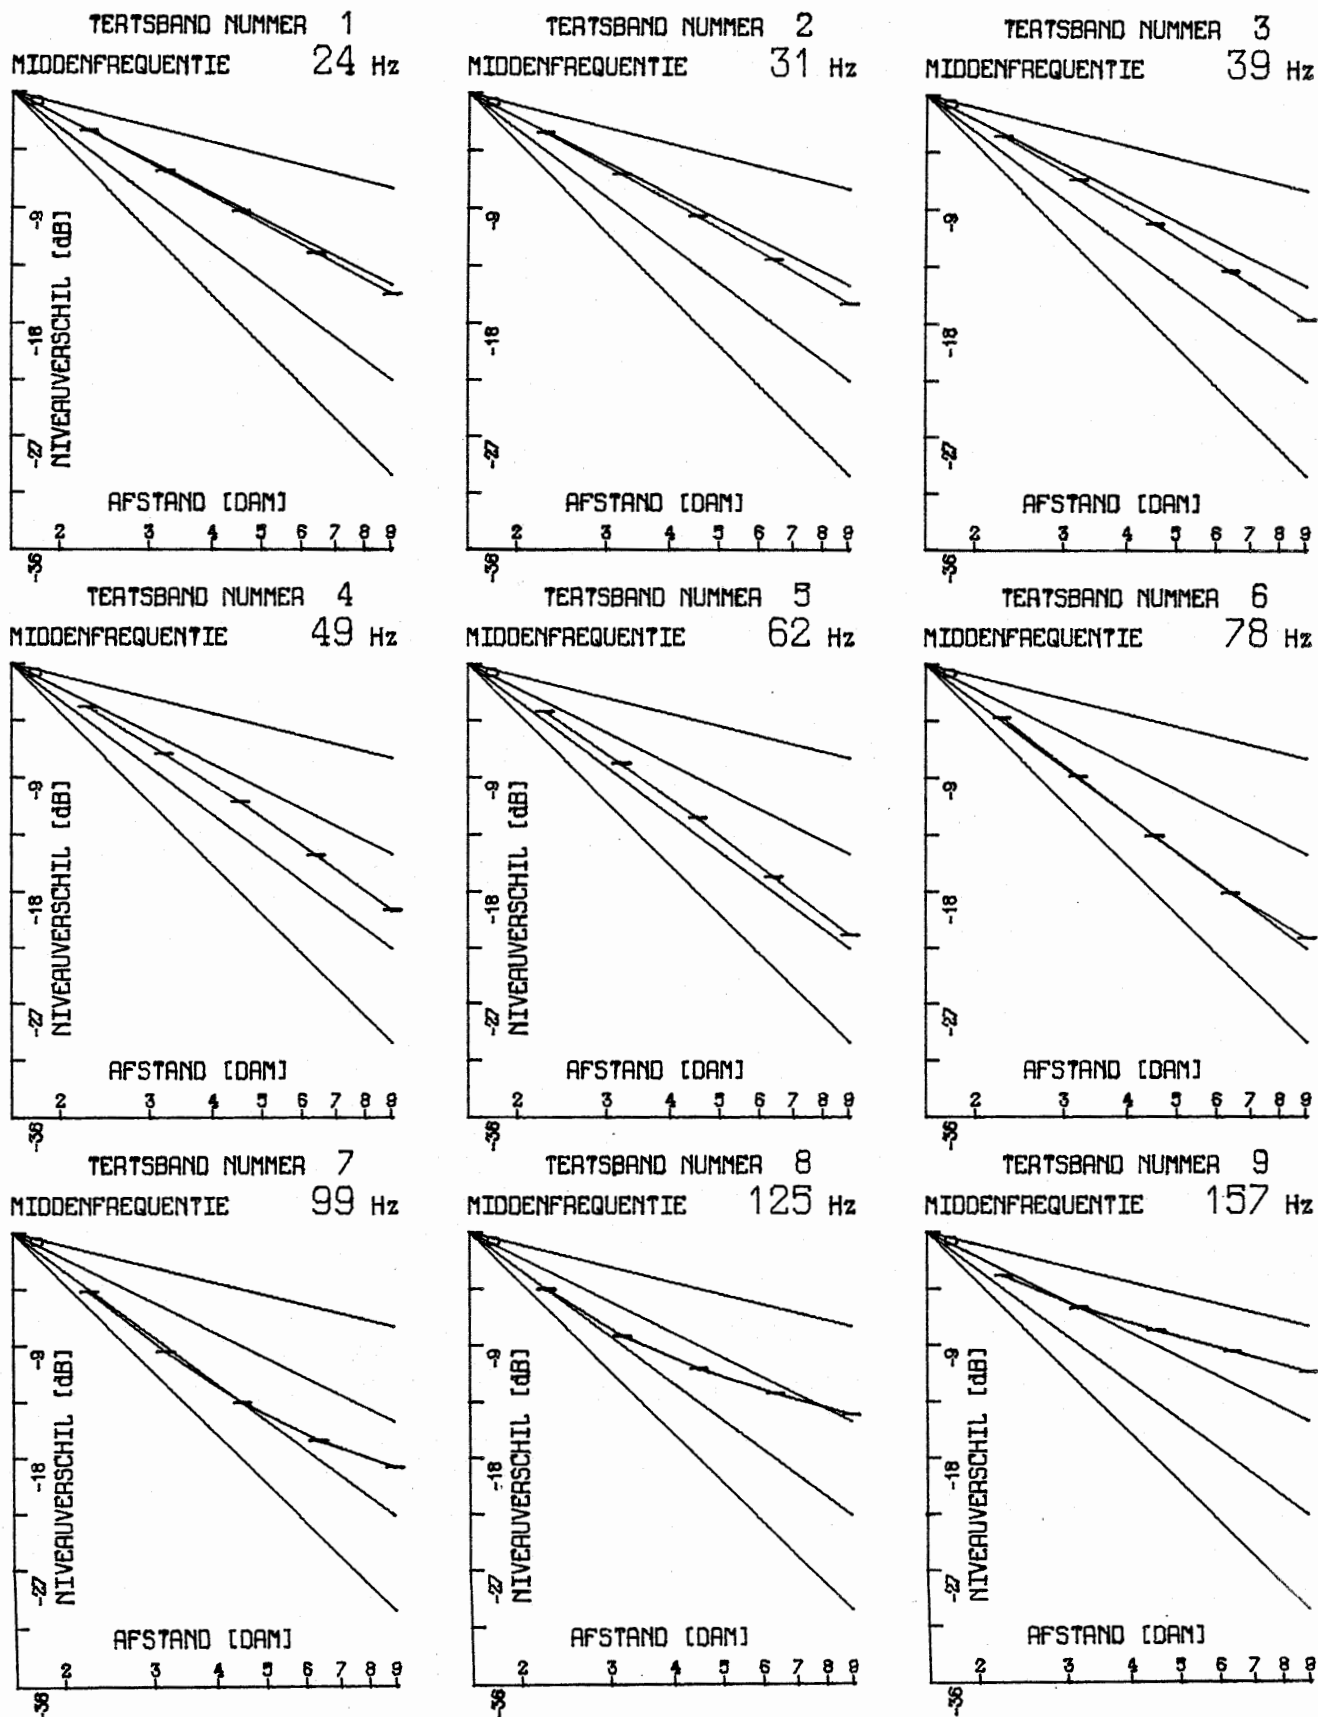 TERTSBAND NUMMER 1
MIDDENFREQUENTIE 24 Hz
-9
-18
-27
-36
NIVEAUVERSCHIL [dB]
AFSTAND [DAM]
2 3 4 5 6 7 8 9
TERTSBAND NUMMER 2
MIDDENFREQUENTIE 31 Hz
-9
-18
-27
-36
AFSTAND [DAM]
2 3 4 5 6 7 8 9
TERTSBAND NUMMER 3
MIDDENFREQUENTIE 39 Hz
-9
-18
-27
-36
AFSTAND [DAM]
2 3 4 5 6 7 8 9
TERTSBAND NUMMER 4
MIDDENFREQUENTIE 49 Hz
-9
-18
-27
-36
NIVEAUVERSCHIL [dB]
AFSTAND [DAM]
2 3 4 5 6 7 8 9
TERTSBAND NUMMER 5
MIDDENFREQUENTIE 62 Hz
-9
-18
-27
-36
NIVEAUVERSCHIL [dB]
AFSTAND [DAM]
2 3 4 5 6 7 8 9
TERTSBAND NUMMER 6
MIDDENFREQUENTIE 78 Hz
-9
-18
-27
-36
AFSTAND [DAM]
2 3 4 5 6 7 8 9
TERTSBAND NUMMER 7
MIDDENFREQUENTIE 99 Hz
-9
-18
-27
-36
NIVEAUVERSCHIL [dB]
AFSTAND [DAM]
2 3 4 5 6 7 8 9
TERTSBAND NUMMER 8
MIDDENFREQUENTIE 125 Hz
-9
-18
-27
-36
NIVEAUVERSCHIL [dB]
AFSTAND [DAM]
2 3 4 5 6 7 8 9
TERTSBAND NUMMER 9
MIDDENFREQUENTIE 157 Hz
-9
-18
-27
-36
NIVEAUVERSCHIL [dB]
AFSTAND [DAM]
2 3 4 5 6 7 8 9